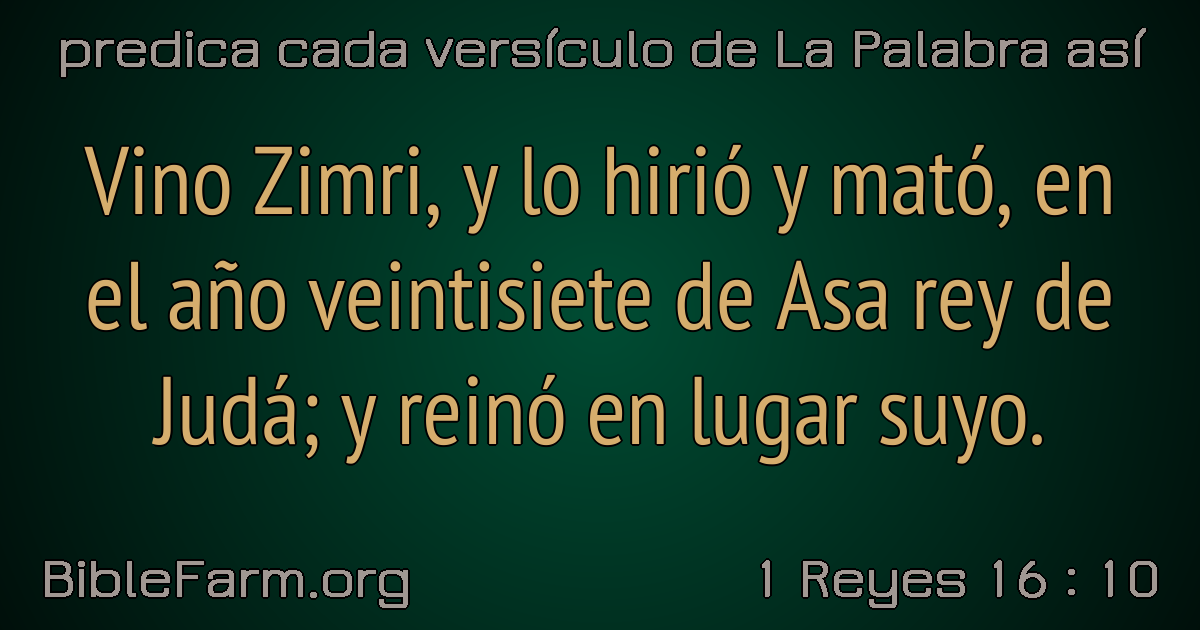 predica cada versículo de La Palabra así
Vino Zimri, y lo hirió y mató, en
el año veintisiete de Asa rey de
Judá; y reinó en lugar suyo.
BibleFarm.org
1 Reyes 16 : 10